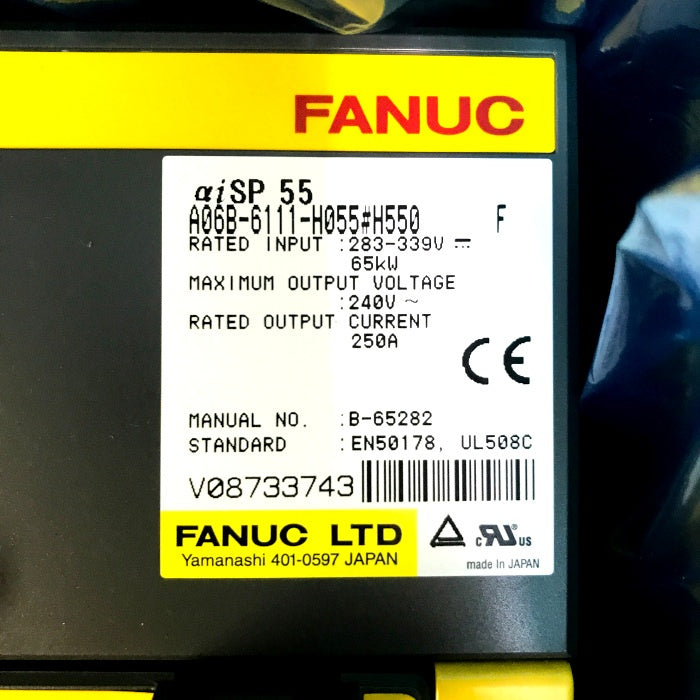 FANUC
αiSP 55
A06B-6111-H055#H550 F
RATED INPUT :283-339V ⎓
65kW
MAXIMUM OUTPUT VOLTAGE
:240V ~
RATED OUTPUT CURRENT
250A
CE
MANUAL NO. :B-65282
STANDARD :EN50178, UL508C
V08733743
FANUC LTD
Yamanashi 401-0597 JAPAN
c RU us
made In JAPAN